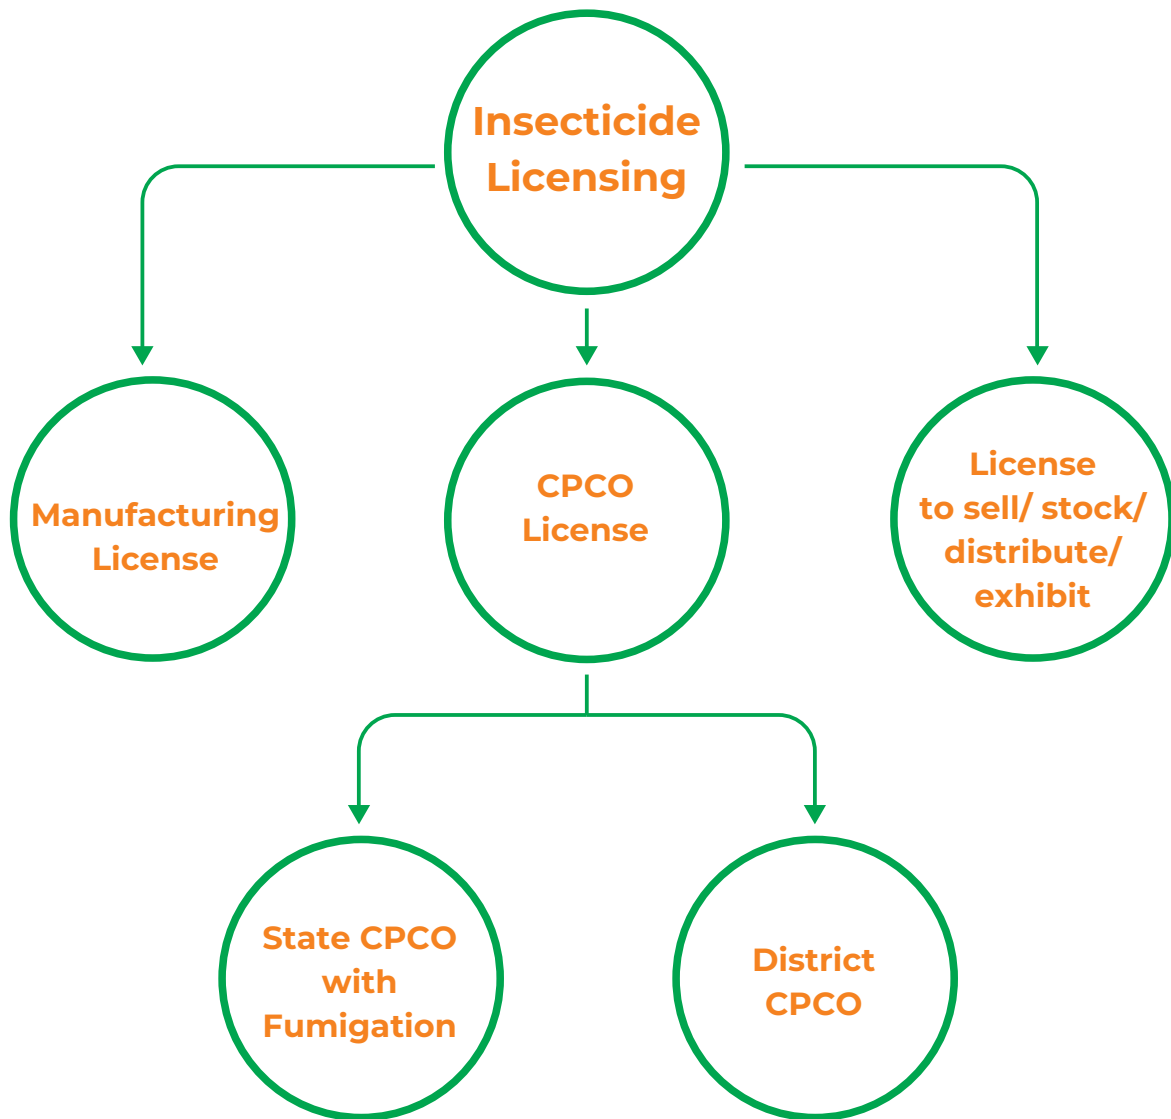 Insecticide
Licensing
Manufacturing
License
CPCO
License
License
to sell/ stock/
distribute/
exhibit
State CPCO
with
Fumigation
District
CPCO